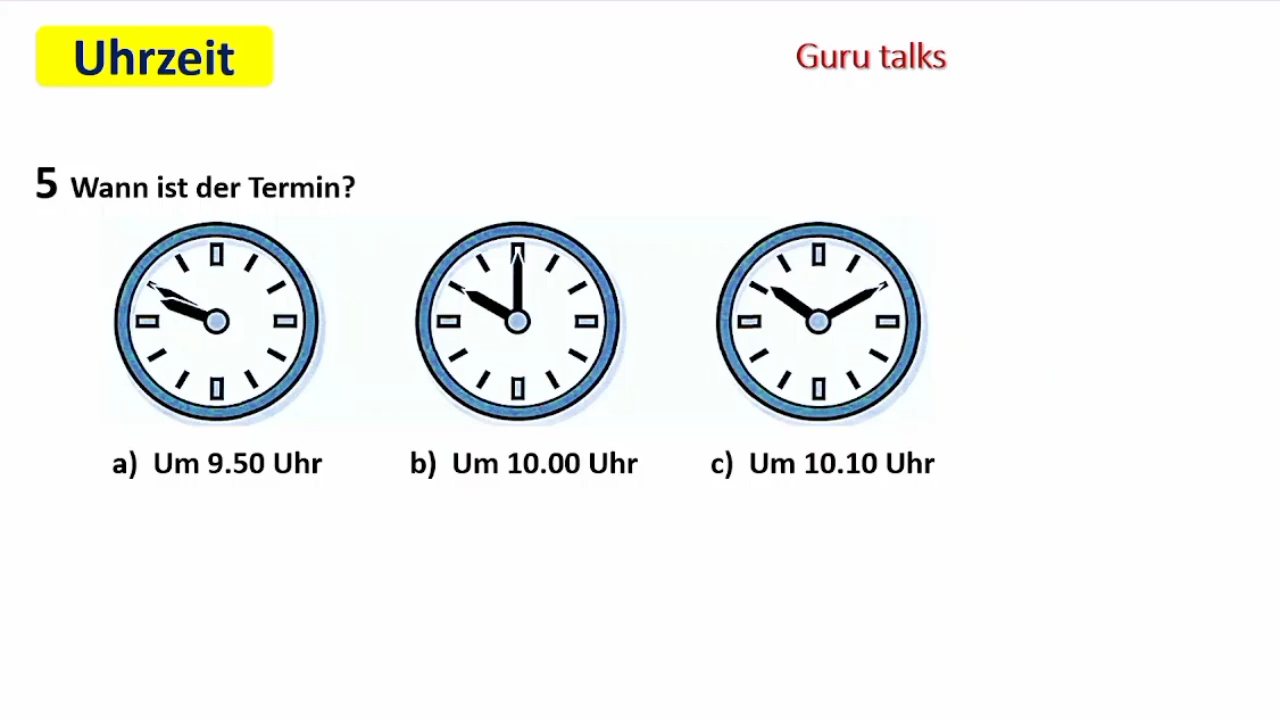 Uhrzeit
Guru talks
5 Wann ist der Termin?
a) Um 9.50 Uhr
b) Um 10.00 Uhr
c) Um 10.10 Uhr